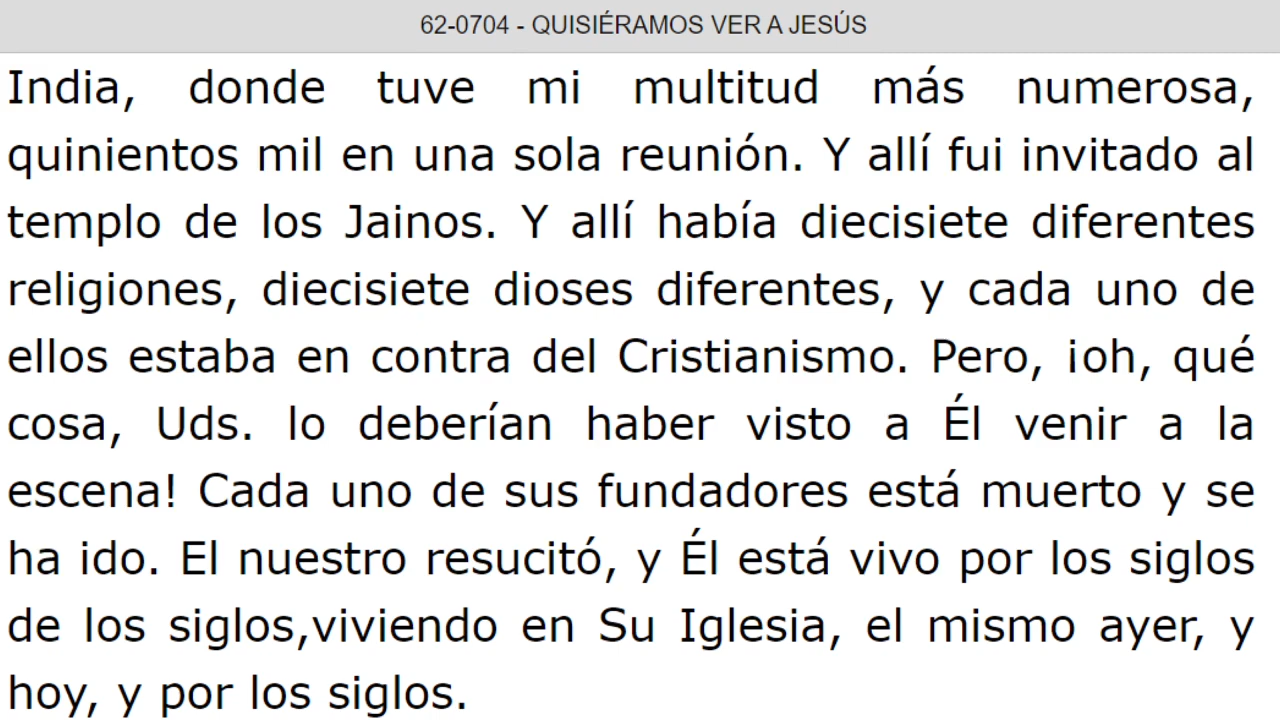 62-0704 - QUISIÉRAMOS VER A JESÚS
India, donde tuve mi multitud más numerosa,
quinientos mil en una sola reunión. Y allí fui invitado al
templo de los Jainos. Y allí había diecisiete diferentes
religiones, diecisiete dioses diferentes, y cada uno de
ellos estaba en contra del Cristianismo. Pero, ¡oh, qué
cosa, Uds. lo deberían haber visto a Él venir a la
escena! Cada uno de sus fundadores está muerto y se
ha ido. El nuestro resucitó, y Él está vivo por los siglos
de los siglos,viviendo en Su Iglesia, el mismo ayer, y
hoy, y por los siglos.